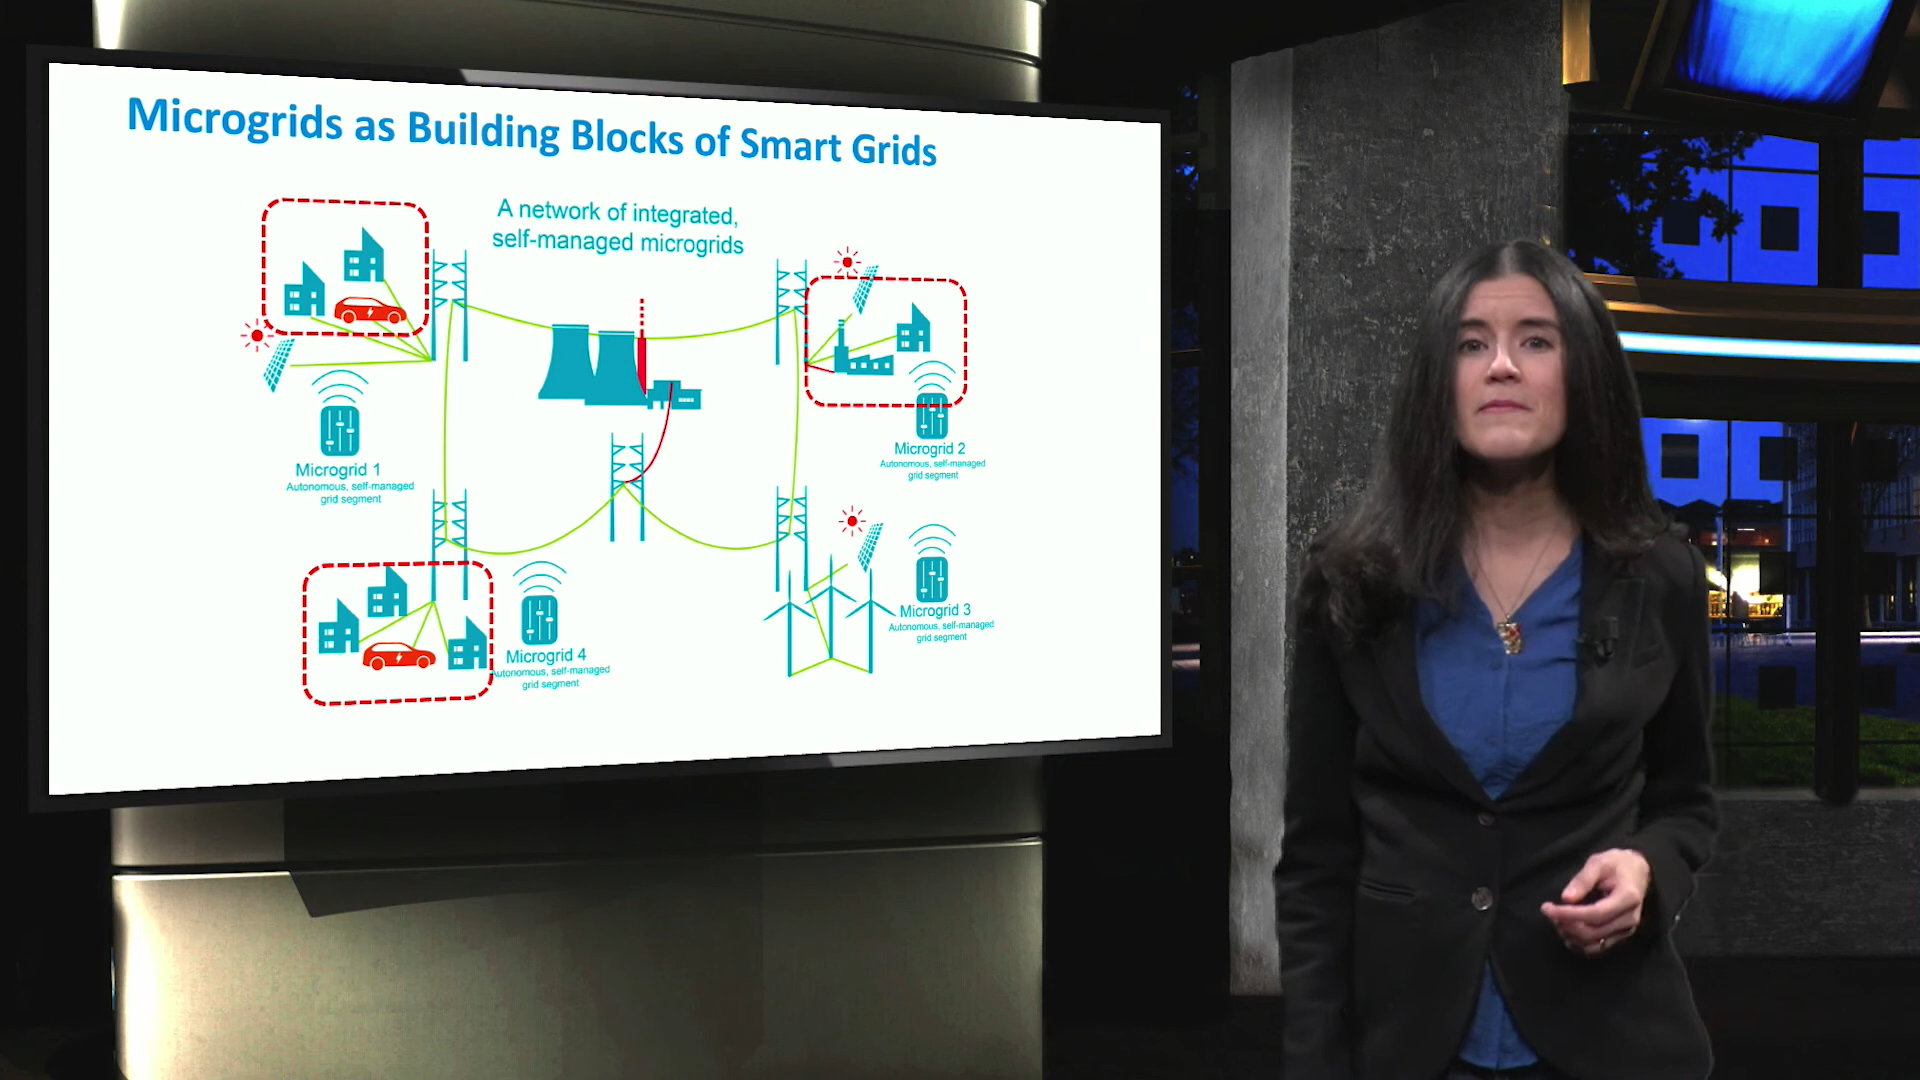 Microgrids as Building Blocks of Smart Grids
A network of integrated,
self-managed microgrids
Microgrid 1
Autonomous, self-managed
grid segment
Microgrid 2
Autonomous, self-managed
grid segment
Microgrid 3
Autonomous, self-managed
grid segment
Microgrid 4
Autonomous, self-managed
grid segment